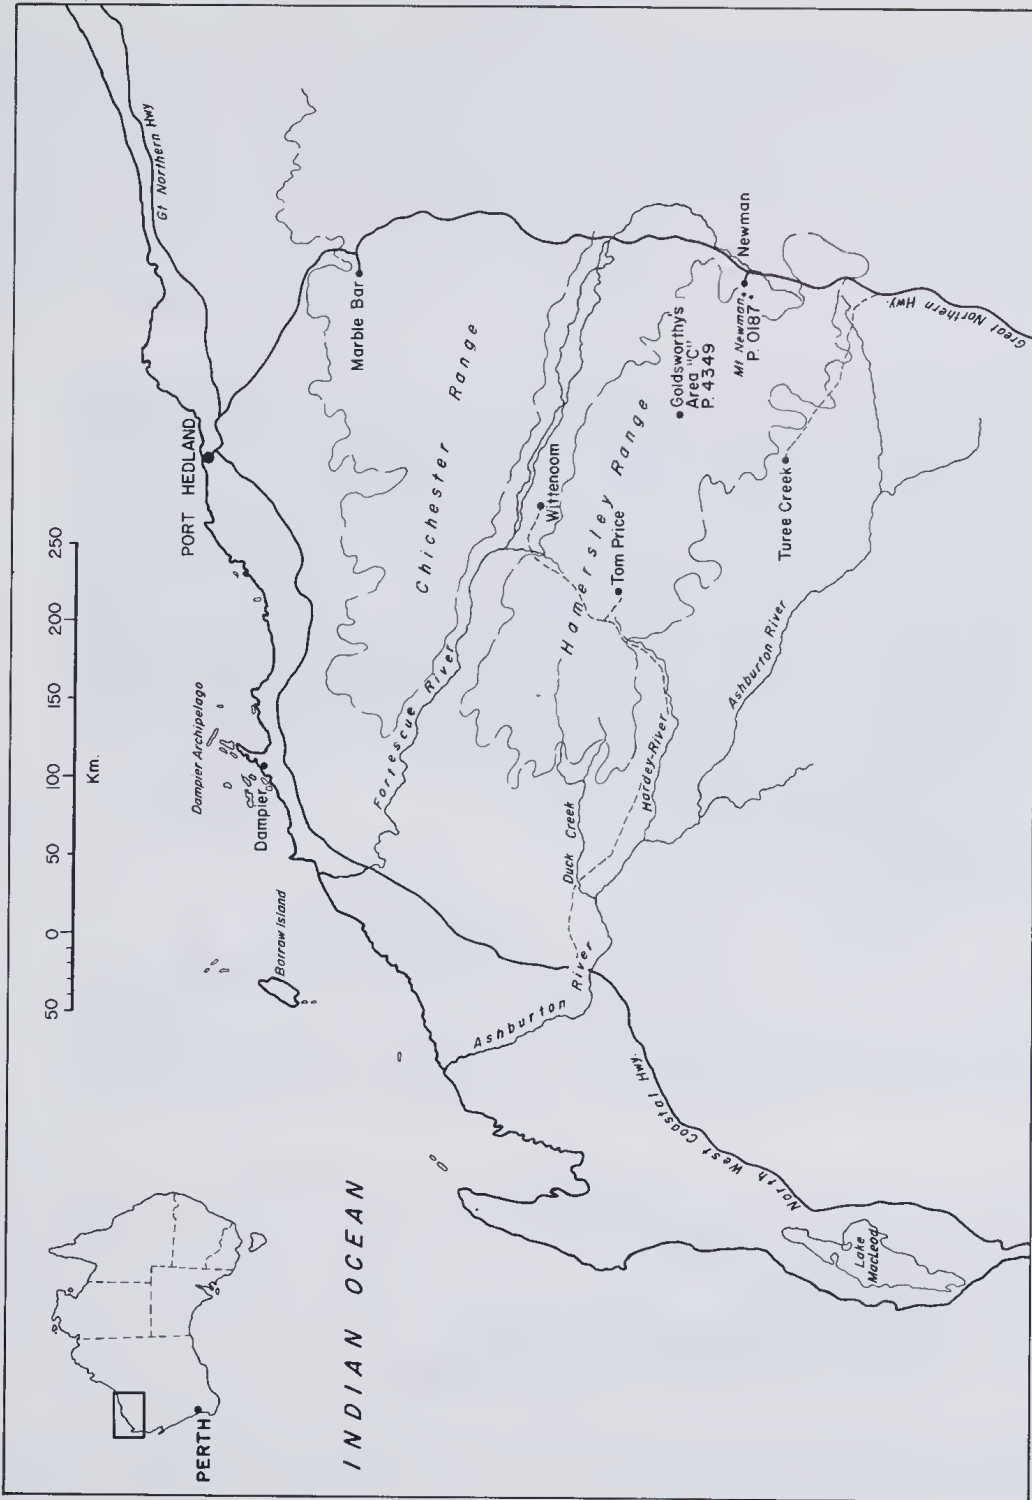 PERTH
INDIAN OCEAN
50 0 50 100 150 200 250
Km.
Barrow Island
Dampier Archipelago
Dampier
PORT HEDLAND
Gt Northern Hwy
Marble Bar
Chichester Range
Fortescue River
Wittenoom
Hamersley Range
Tom Price
Goldsworthys
Area "C"
P. 4349
Mt Newman
P. 0187
Newman
Great Northern Hwy.
Turee Creek
Ashburton River
Hardey River
Duck Creek
Ashburton River
North West Coastal Hwy.
Lake
MacLeod